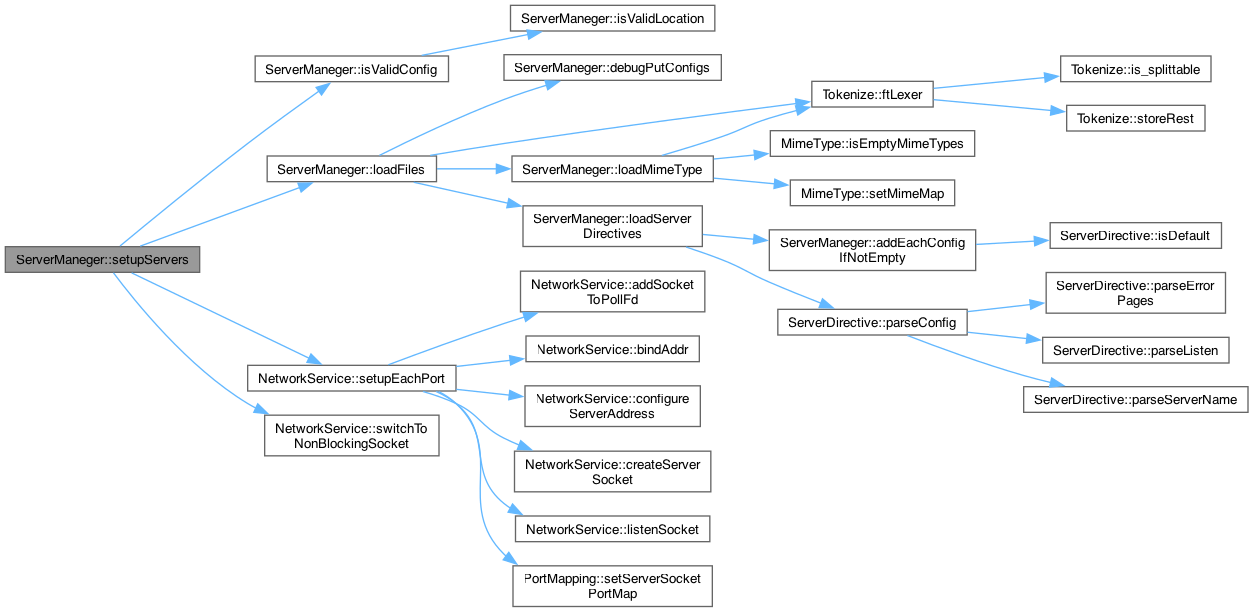 ServerManeger::setupServers
ServerManeger::isValidConfig
ServerManeger::isValidLocation
ServerManeger::loadFiles
ServerManeger::debugPutConfigs
Tokenize::ftLexer
Tokenize::is_splittable
Tokenize::storeRest
ServerManeger::loadMimeType
MimeType::isEmptyMimeTypes
MimeType::setMimeMap
ServerManeger::loadServer
Directives
ServerManeger::addEachConfig
IfNotEmpty
ServerDirective::isDefault
ServerDirective::parseConfig
ServerDirective::parseError
Pages
ServerDirective::parseListen
ServerDirective::parseServerName
NetworkService::setupEachPort
NetworkService::addSocket
ToPollFd
NetworkService::bindAddr
NetworkService::configure
ServerAddress
NetworkService::createServer
Socket
NetworkService::listenSocket
PortMapping::setServerSocket
PortMap
NetworkService::switchTo
NonBlockingSocket